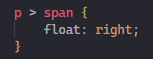 p > span {
    float: right;
}